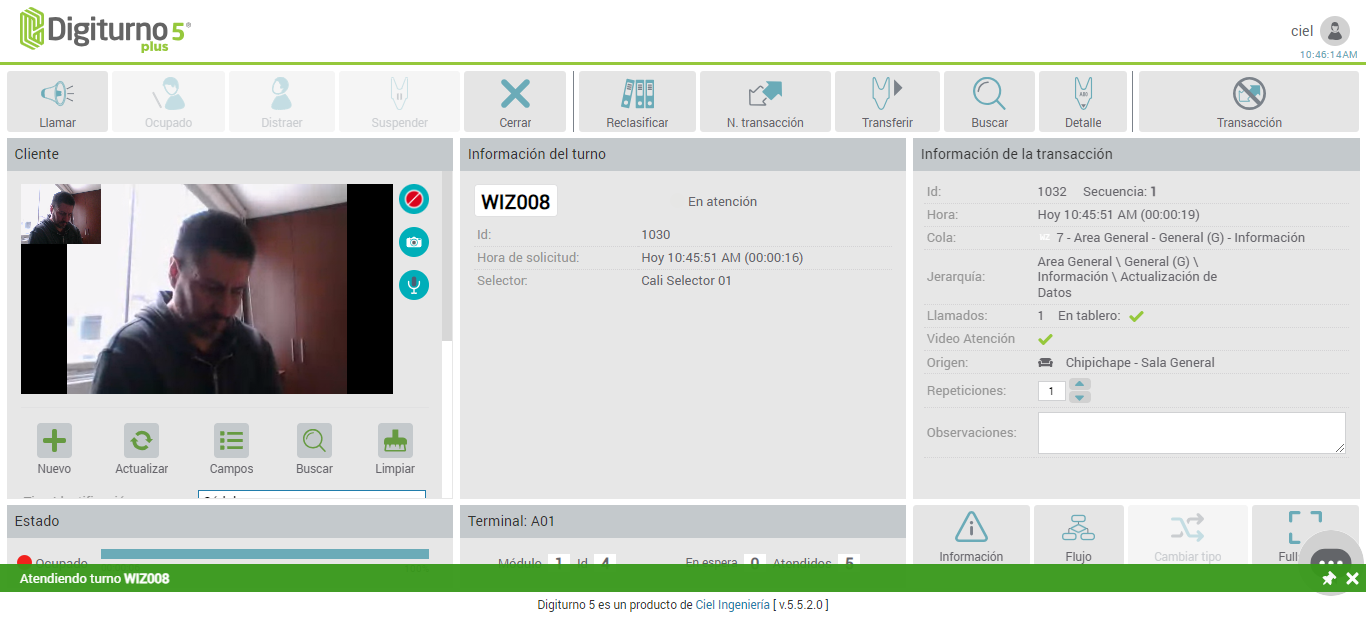 Digiturno 5®
plus
ciel
10:46:14AM
Llamar
Ocupado
Distraer
Suspender
Cerrar
Reclasificar
N. transacción
Transferir
Buscar
Detalle
Transacción
Cliente
Nuevo
Actualizar
Campos
Buscar
Limpiar
Información del turno
WIZ008 En atención
Id: 1030
Hora de solicitud: Hoy 10:45:51 AM (00:00:16)
Selector: Cali Selector 01
Información de la transacción
Id: 1032 Secuencia: 1
Hora: Hoy 10:45:51 AM (00:00:19)
Cola: 7 - Area General - General (G) - Información
Jerarquía: Area General \ General (G) \
Información \ Actualización de
Datos
Llamados: 1 En tablero:
Video Atención
Origen: Chipichape - Sala General
Repeticiones: 1
Observaciones:
Estado
Ocupado
Terminal: A01
Módulo 1 Id 4 En espera 0 Atendidos 5
Información
Flujo
Cambiar tipo
Full
Atendiendo turno WIZ008
Digiturno 5 es un producto de Ciel Ingeniería [ v.5.5.2.0 ]